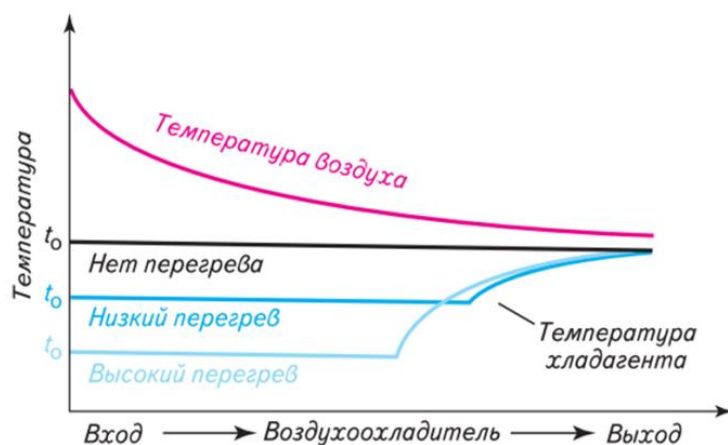 Температура
Температура воздуха
t₀
Нет перегрева
t₀
Низкий перегрев
t₀
Высокий перегрев
Температура
хладагента
Вход → Воздухоохладитель → Выход